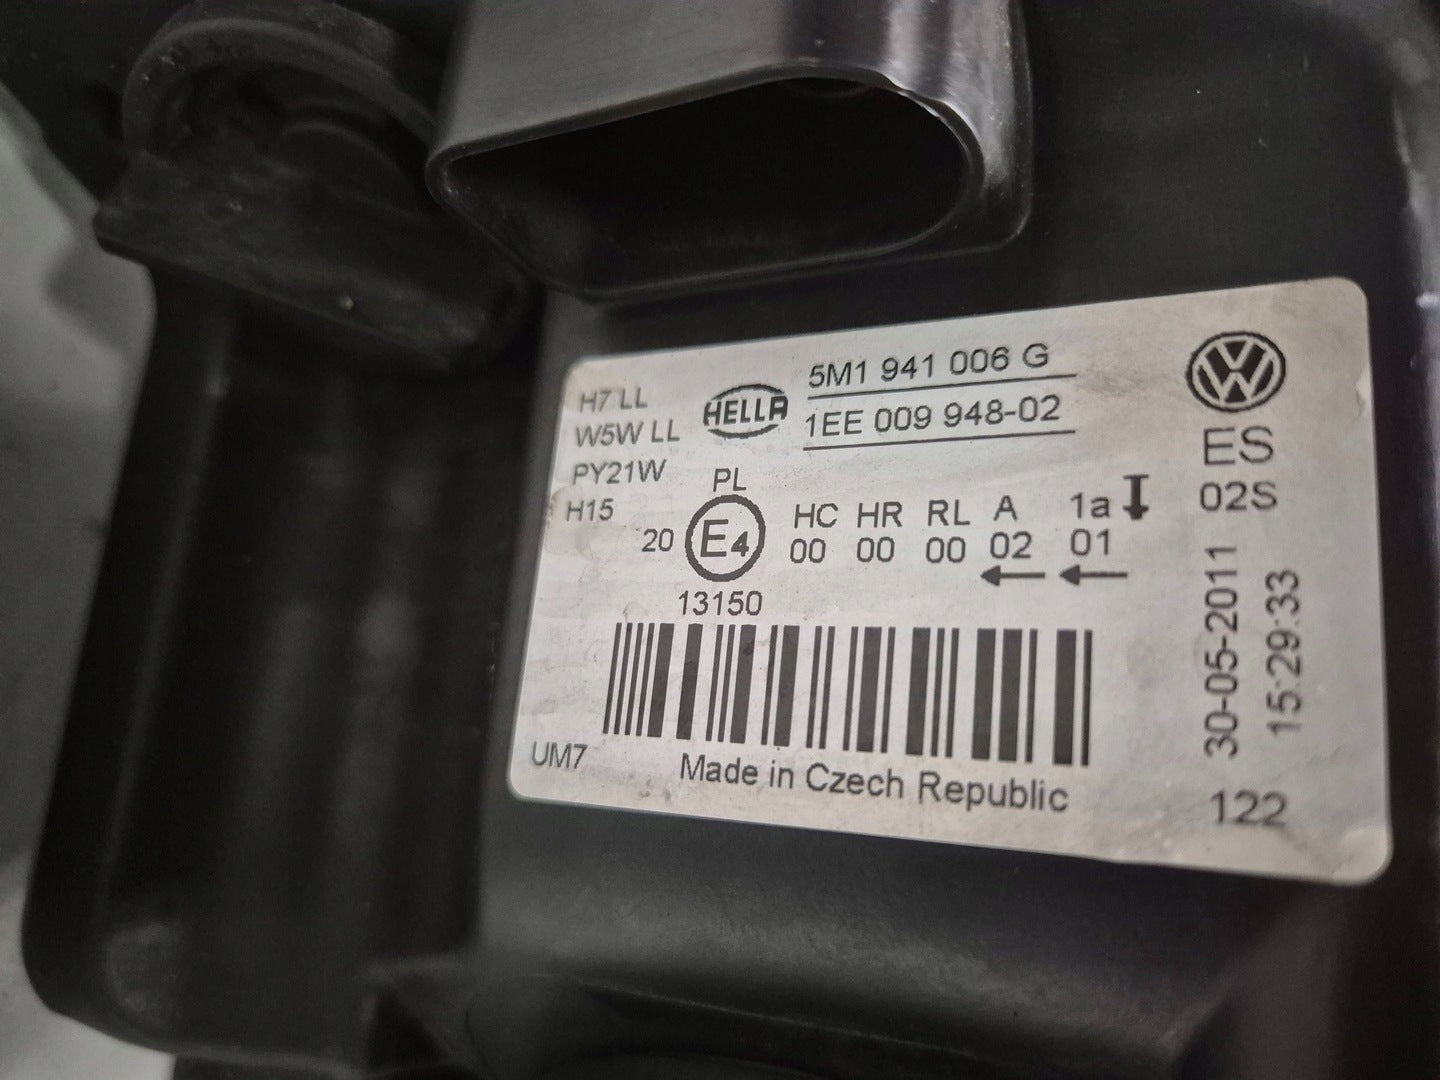 H7 LL
W5W LL
PY21W
H15
HELLA
5M1 941 006 G
1EE 009 948-02
PL
20 E4
13150
HC HR RL A 1a
00 00 00 02 01
UM7
Made in Czech Republic
VW
ES
02S
30-05-2011
15:29:33
122